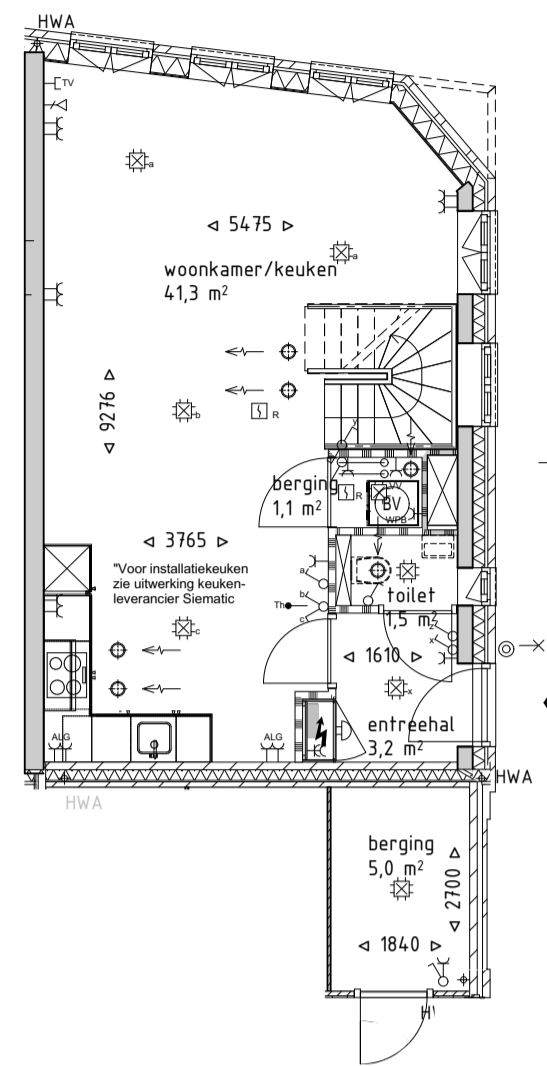 HWA
TV
a
5475
a
woonkamer/keuken
41,3 m²
9276
b
R
y
berging
1,1 m²
R
BV
WPB
3765
"Voor installatiekeuken
zie uitwerking keuken-
leverancier Siematic
a
b
Th
c
c
toilet
1,5 m²
z
x
1610
x
entreehal
3,2 m²
ALG
ALG
HWA
HWA
berging
5,0 m²
2700
1840